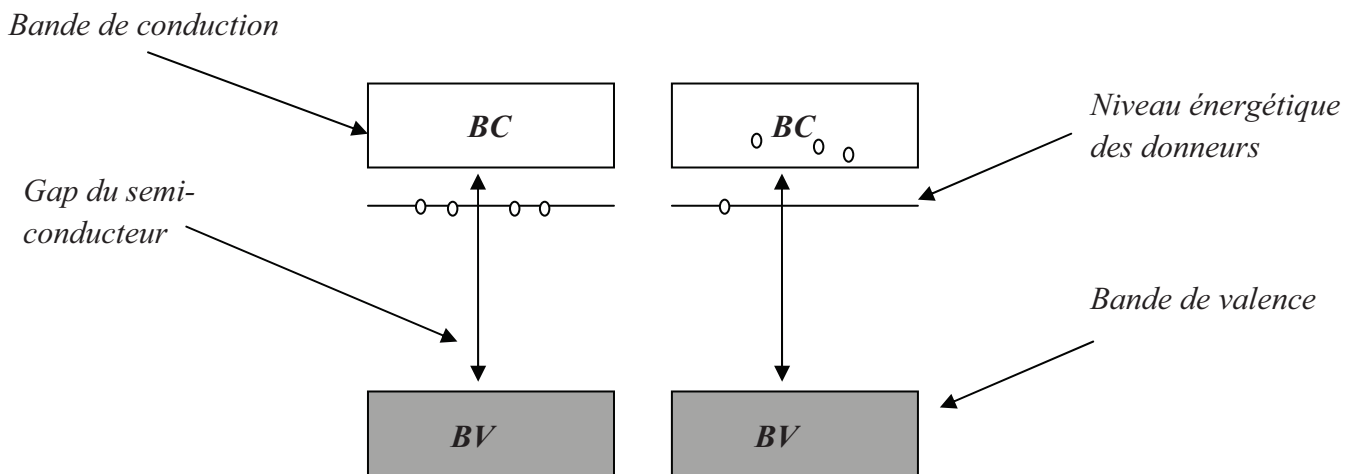 Bande de conduction
BC
BC
Niveau énergétique
des donneurs
Gap du semi-
conducteur
Bande de valence
BV
BV